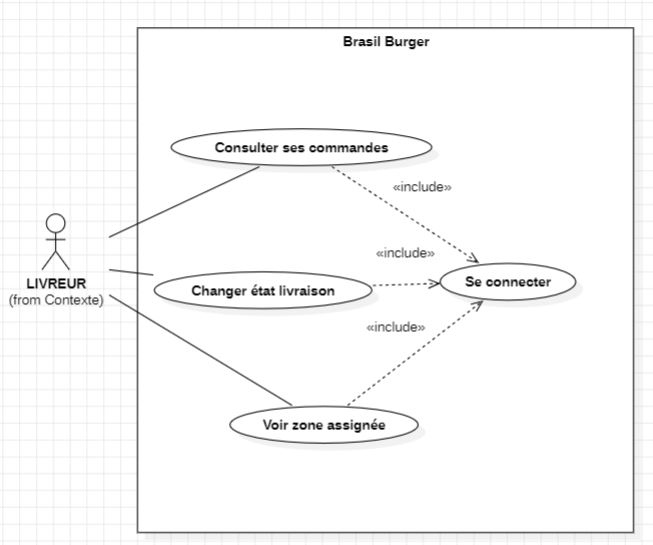 Brasil Burger
Consulter ses commandes
«include»
LIVREUR
(from Contexte)
«include»
Changer état livraison
Se connecter
«include»
Voir zone assignée